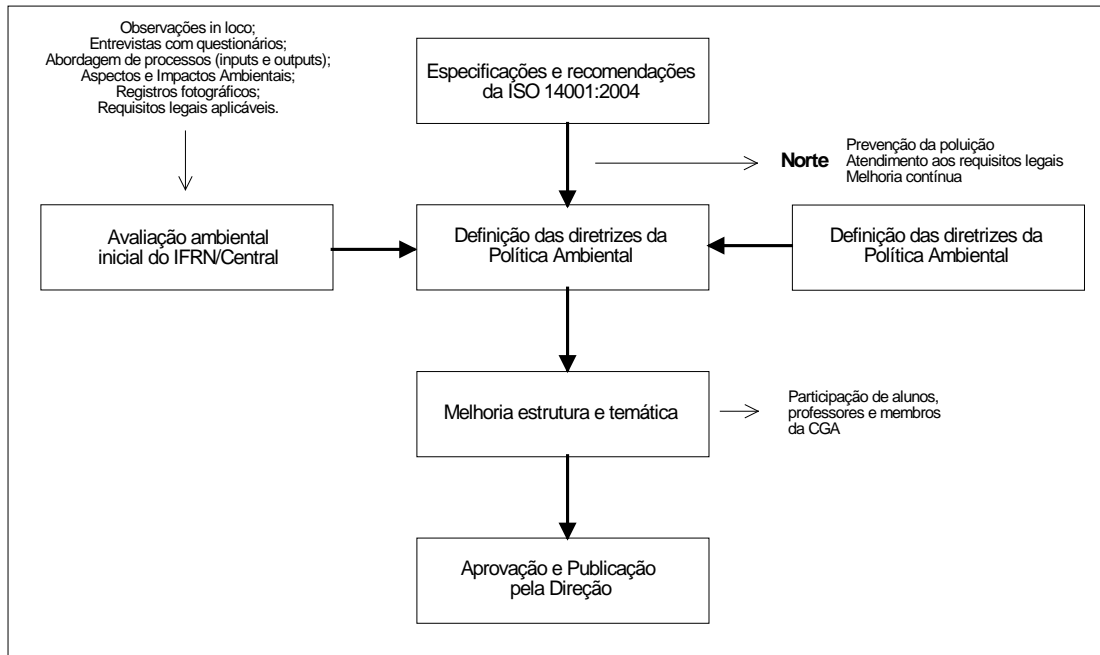 Observações in loco;
Entrevistas com questionários;
Abordagem de processos (inputs e outputs);
Aspectos e Impactos Ambientais;
Registros fotográficos;
Requisitos legais aplicáveis.
Especificações e recomendações
da ISO 14001:2004
Norte
Prevenção da poluição
Atendimento aos requisitos legais
Melhoria contínua
Avaliação ambiental
inicial do IFRN/Central
Definição das diretrizes da
Política Ambiental
Definição das diretrizes da
Política Ambiental
Melhoria estrutura e temática
Participação de alunos,
professores e membros
da CGA
Aprovação e Publicação
pela Direção